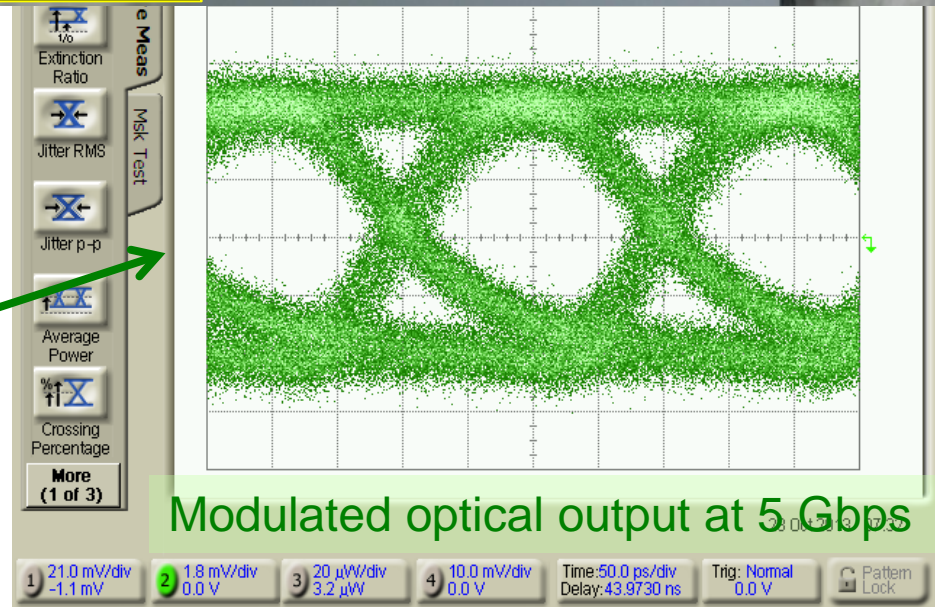 1/0
Extinction
Ratio
e Meas
Jitter RMS
Msk Test
Jitter p-p
Average
Power
%
Crossing
Percentage
More
(1 of 3)
Modulated optical output at 5 Gbps
1 21.0 mV/div
-1.1 mV
2 1.8 mV/div
0.0 V
3 20 µW/div
3.2 µW
4 10.0 mV/div
0.0 V
Time:50.0 ps/div
Delay:43.9730 ns
Trig: Normal
0.0 V
Pattern
Lock